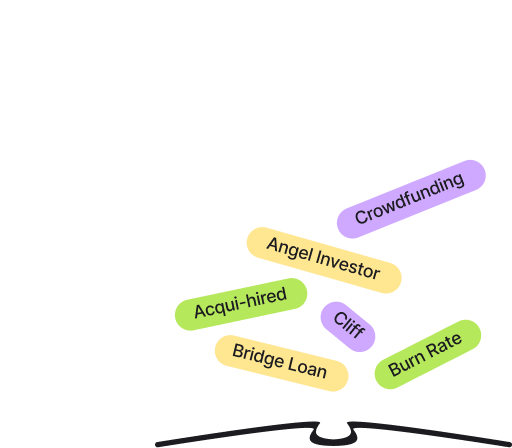 Crowdfunding
Angel Investor
Acqui-hired
Cliff
Burn Rate
Bridge Loan